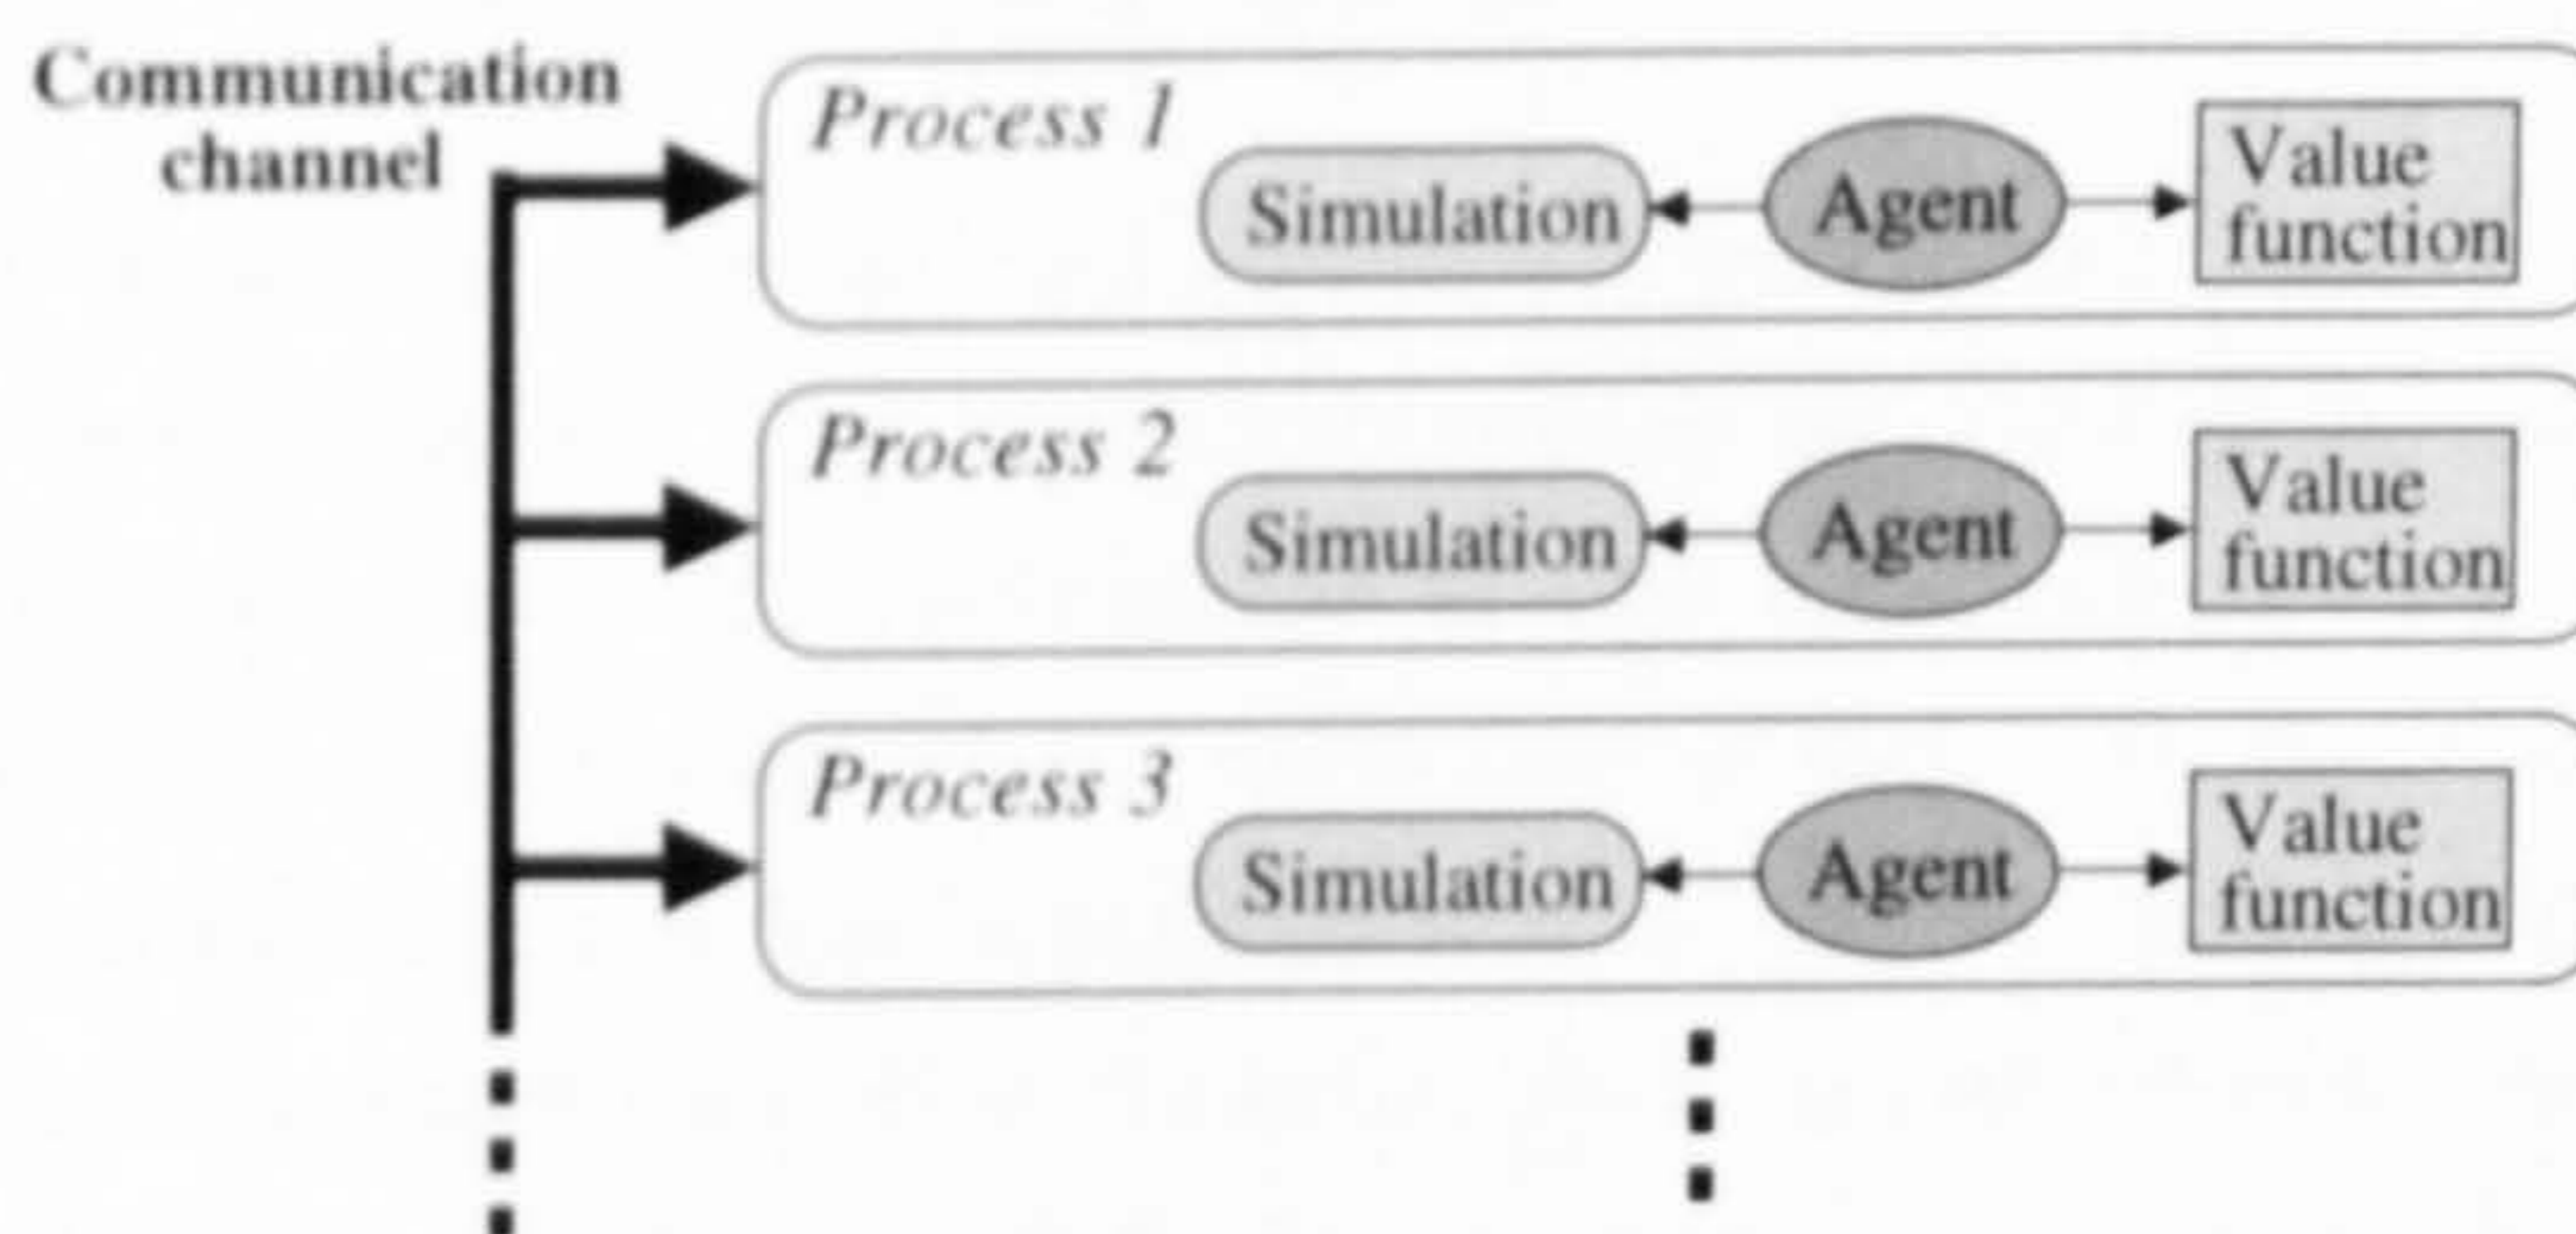 Communication
channel
Process 1
Simulation
Agent
Value
function
Process 2
Simulation
Agent
Value
function
Process 3
Simulation
Agent
Value
function